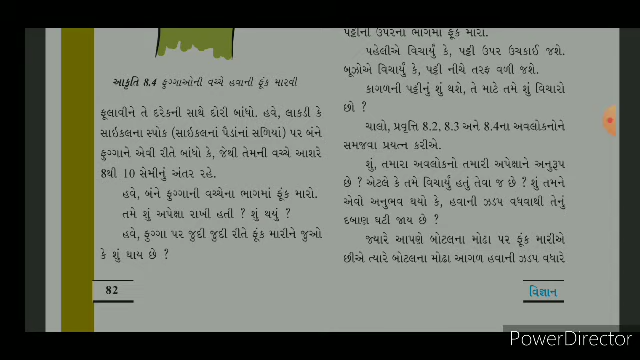 આકૃતિ 8.4 ફુગ્ગાઓની વચ્ચે હવાની ફૂંક મારવી
ફૂલાવીને તે દરેકની સાથે દોરી બાંધો. હવે, લાકડી કે
સાઇકલના સ્પોક (સાઇકલનાં પૈડાંનાં સળિયાં) પર બંને
ફુગ્ગાને એવી રીતે બાંધો કે, જેથી તેમની વચ્ચે આશરે
8થી 10 સેમીનું અંતર રહે.
હવે, બંને ફુગ્ગાની વચ્ચેના ભાગમાં ફૂંક મારો.
તમે શું અપેક્ષા રાખી હતી ? શું થયું ?
હવે, ફુગ્ગા પર જુદી જુદી રીતે ફૂંક મારીને જુઓ
કે શું થાય છે ?
82
પટ્ટીની ઉપરના ભાગમાં ફૂંક મારો.
પહેલીએ વિચાર્યું કે, પટ્ટી ઉપર ઉચકાઈ જશે.
બૂઝોએ વિચાર્યું કે, પટ્ટી નીચે તરફ વળી જશે.
કાગળની પટ્ટીનું શું થશે, તે માટે તમે શું વિચારો
છો ?
ચાલો, પ્રવૃત્તિ 8.2, 8.3 અને 8.4ના અવલોકનોને
સમજવા પ્રયત્ન કરીએ.
શું, તમારા અવલોકનો તમારી અપેક્ષાને અનુરૂપ
છે ? એટલે કે તમે વિચાર્યું હતું તેવા જ છે ? શું તમને
એવો અનુભવ થયો કે, હવાની ઝડપ વધવાથી તેનું
દબાણ ઘટી જાય છે ?
જ્યારે આપણે બોટલના મોઢા પર ફૂંક મારીએ
છીએ ત્યારે બોટલના મોઢા આગળ હવાની ઝડપ વધારે
વિજ્ઞાન
PowerDirector